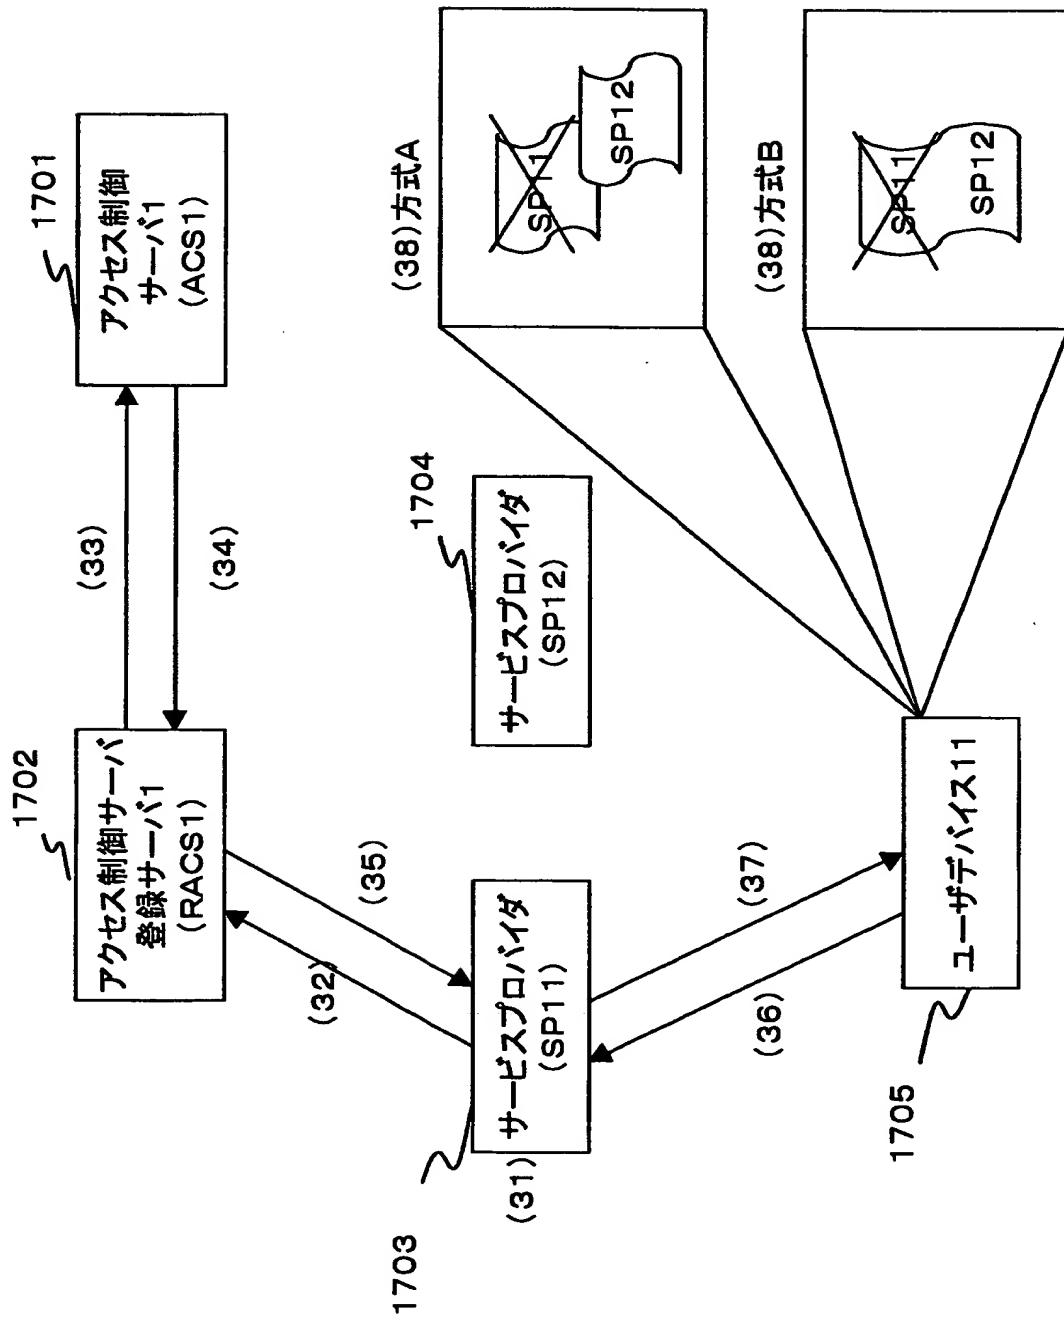 1702
アクセス制御サーバ
登録サーバ1
(RACS1)
(33)
(34)
1701
アクセス制御
サーバ1
(ACS1)
(32)
(35)
1703
(31)
サービスプロバイダ
(SP11)
1704
サービスプロバイダ
(SP12)
(36)
(37)
1705
ユーザデバイス11
(38)方式A
SP11
SP12
(38)方式B
SP11
SP12